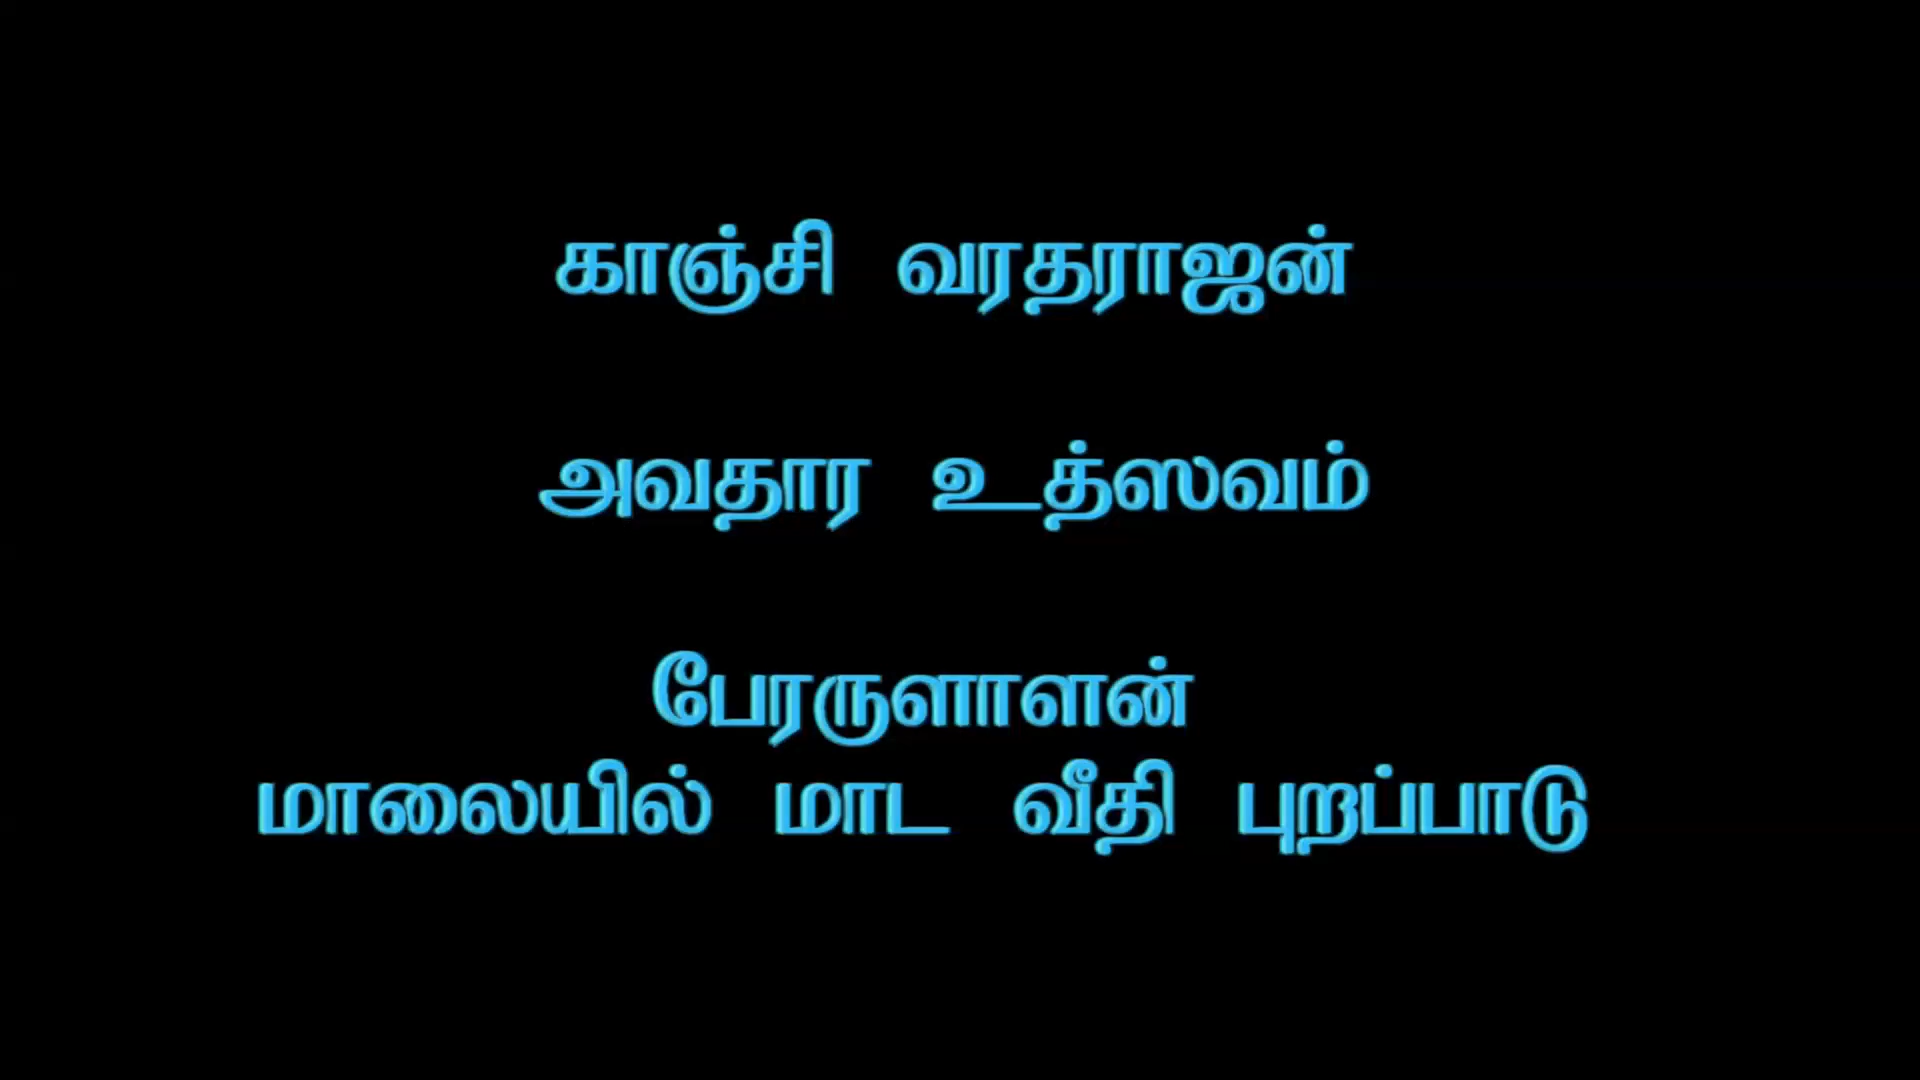 காஞ்சி வரதராஜன்
அவதார உத்ஸவம்
பேரருளாளன்
மாலையில் மாட வீதி புறப்பாடு